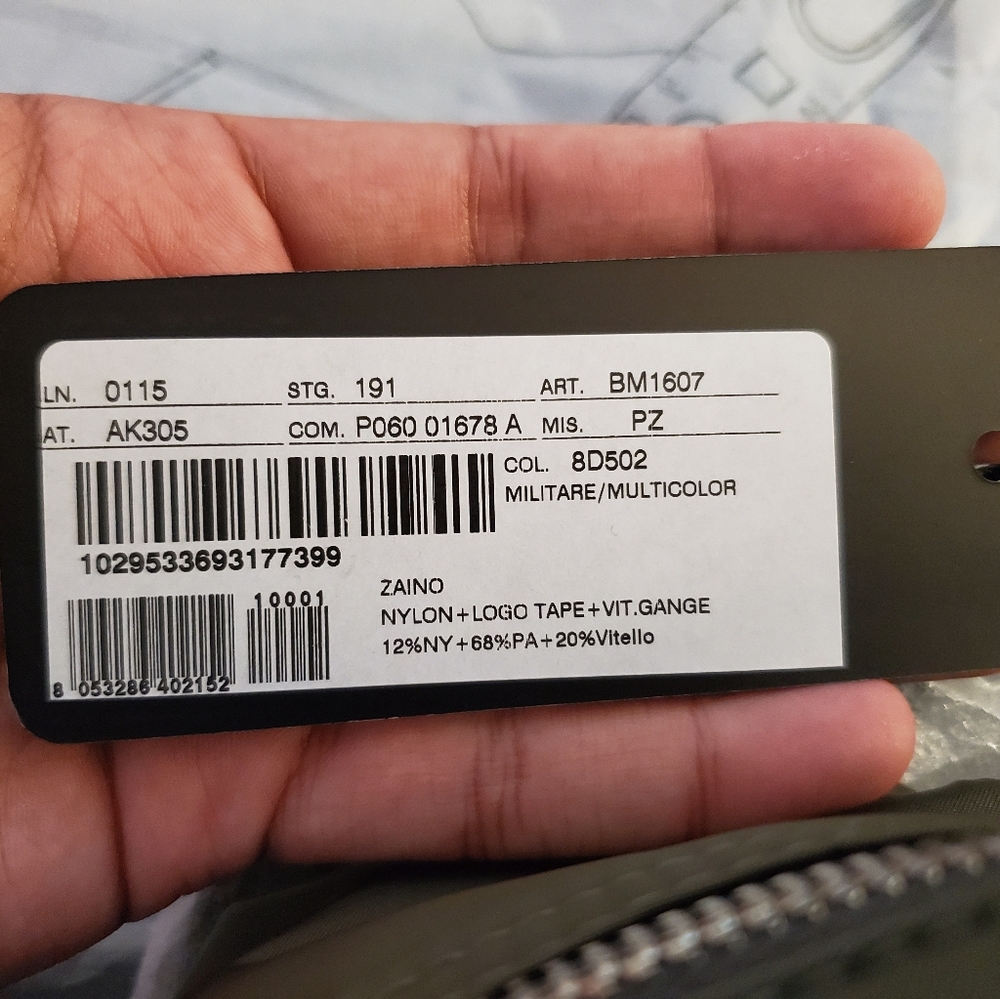 LN. 0115 STG. 191 ART. BM1607
AT. AK305 COM. P060 01678 A MIS. PZ
COL. 8D502
MILITARE/MULTICOLOR
1029533693177399
ZAINO
10001
NYLON+LOGO TAPE+VIT.GANGE
12%NY+68%PA+20%Vitello
8 053286 402152